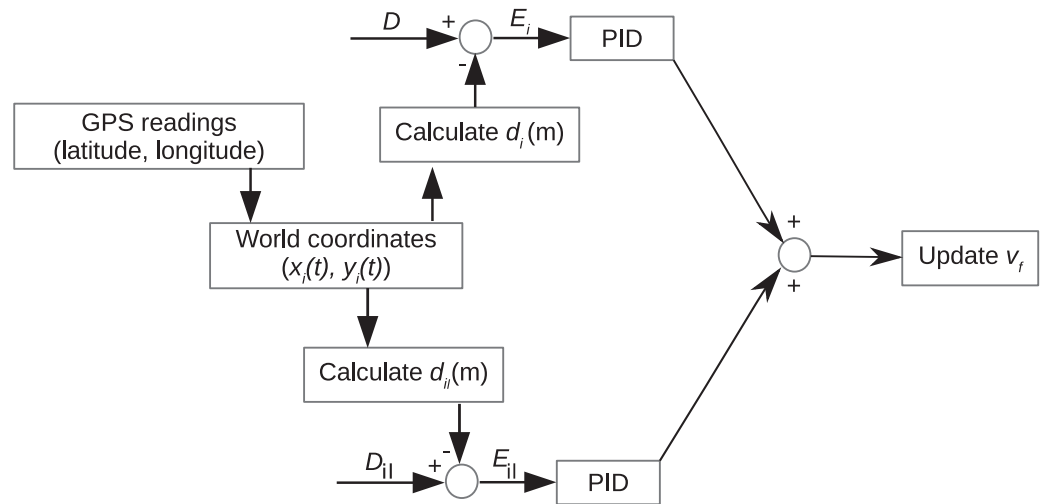 D
+
E_i
PID
-
GPS readings
(latitude, longitude)
Calculate d_i (m)
World coordinates
(x_i(t), y_i(t))
+
+
Update v_f
Calculate d_il(m)
D_il
+
-
E_il
PID